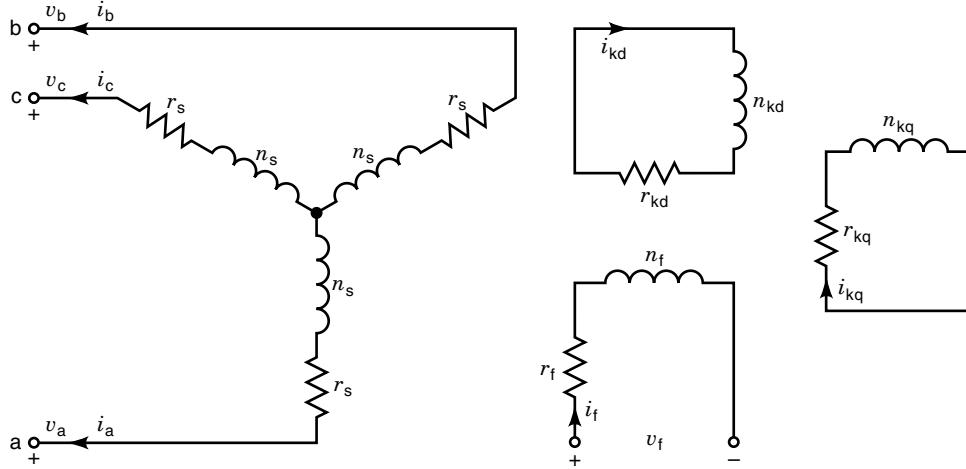 b v_b i_b
+
c v_c i_c
+
r_s
n_s
n_s
r_s
n_s
r_s
a v_a i_a
+
i_kd
n_kd
r_kd
n_kq
r_kq
i_kq
n_f
r_f
i_f
+ v_f −